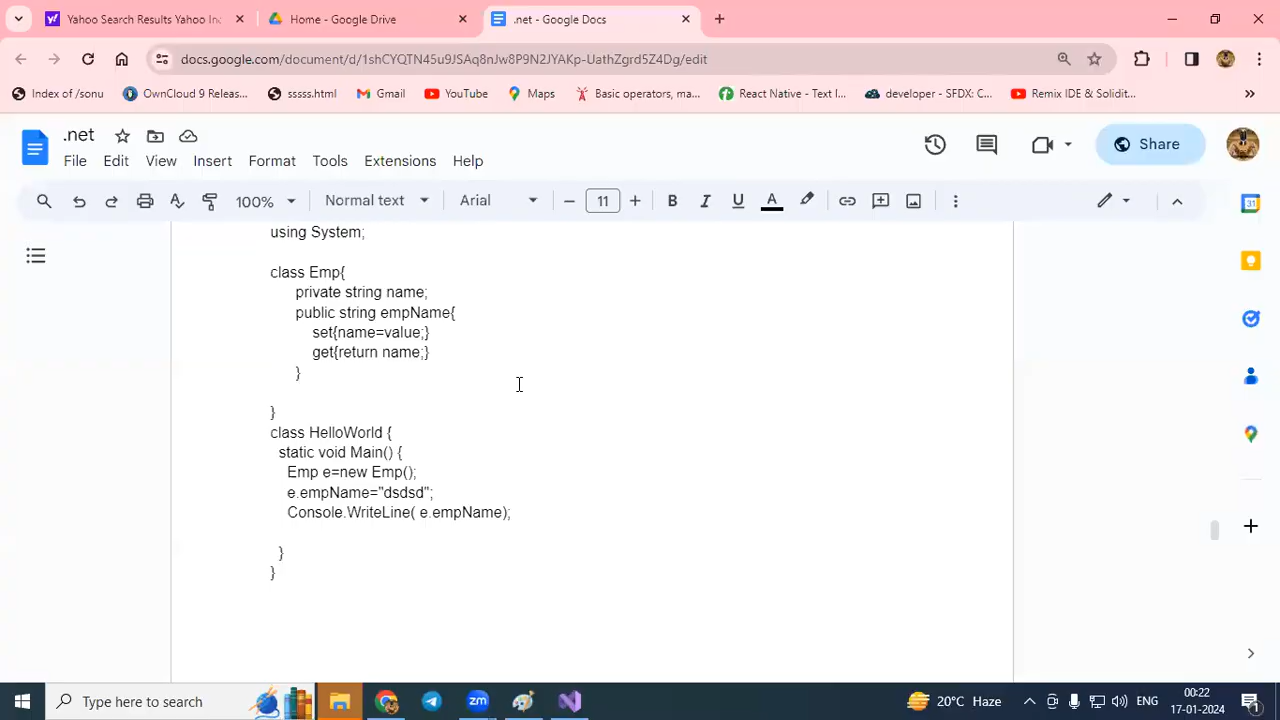 Yahoo Search Results Yahoo In
Home - Google Drive
.net - Google Docs
docs.google.com/document/d/1shCYQTN45u9JSAq8nJw8P9N2JYAKp-UathZgrd5Z4Dg/edit
Index of /sonu
OwnCloud 9 Releas...
sssss.html
Gmail
YouTube
Maps
Basic operators, ma...
React Native - Text I...
developer - SFDX: C...
Remix IDE & Solidit...
.net
Share
File Edit View Insert Format Tools Extensions Help
100% Normal text Arial 11 B I U A
using System;
class Emp{
private string name;
public string empName{
set{name=value;}
get{return name;}
}
}
class HelloWorld {
static void Main() {
Emp e=new Emp();
e.empName="dsdsd";
Console.WriteLine( e.empName);
}
}
31
Type here to search
zm
20°C Haze
ENG
00:22
17-01-2024
1